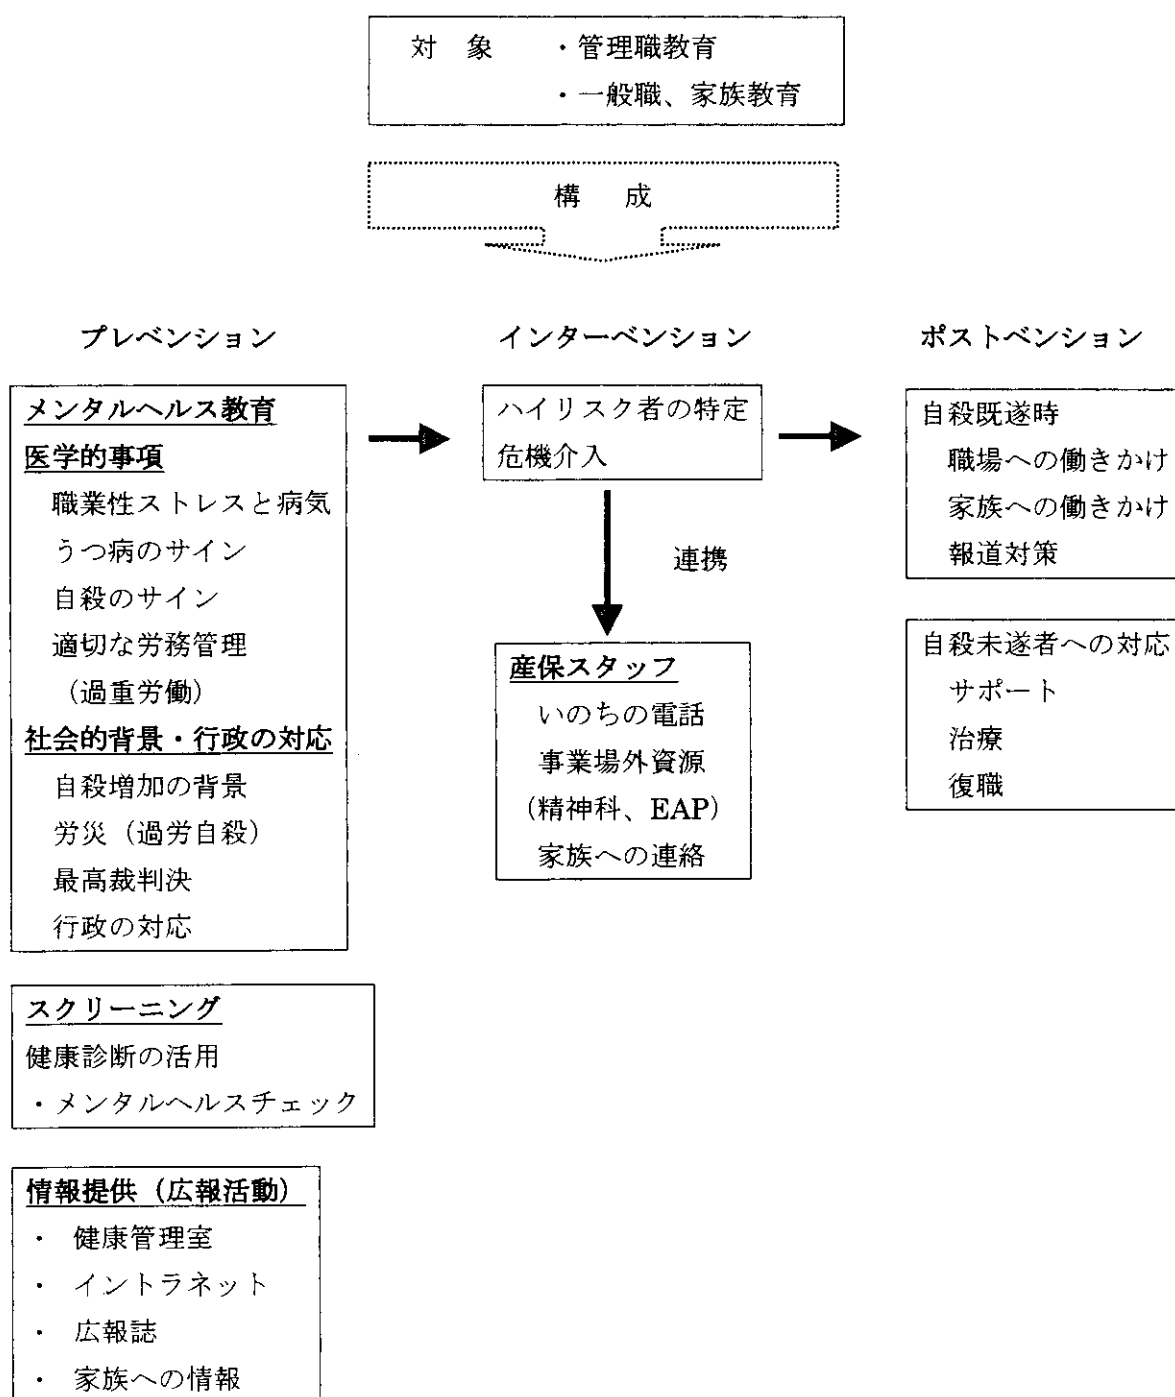 対 象 ・管理職教育
・一般職、家族教育
構 成
プレベンション
メンタルヘルス教育
医学的事項
職業性ストレスと病気
うつ病のサイン
自殺のサイン
適切な労務管理
（過重労働）
社会的背景・行政の対応
自殺増加の背景
労災（過労自殺）
最高裁判決
行政の対応
スクリーニング
健康診断の活用
・メンタルヘルスチェック
情報提供（広報活動）
・ 健康管理室
・ イントラネット
・ 広報誌
・ 家族への情報
インターベンション
ハイリスク者の特定
危機介入
連携
産保スタッフ
いのちの電話
事業場外資源
（精神科、EAP）
家族への連絡
ポストベンション
自殺既遂時
職場への働きかけ
家族への働きかけ
報道対策
自殺未遂者への対応
サポート
治療
復職